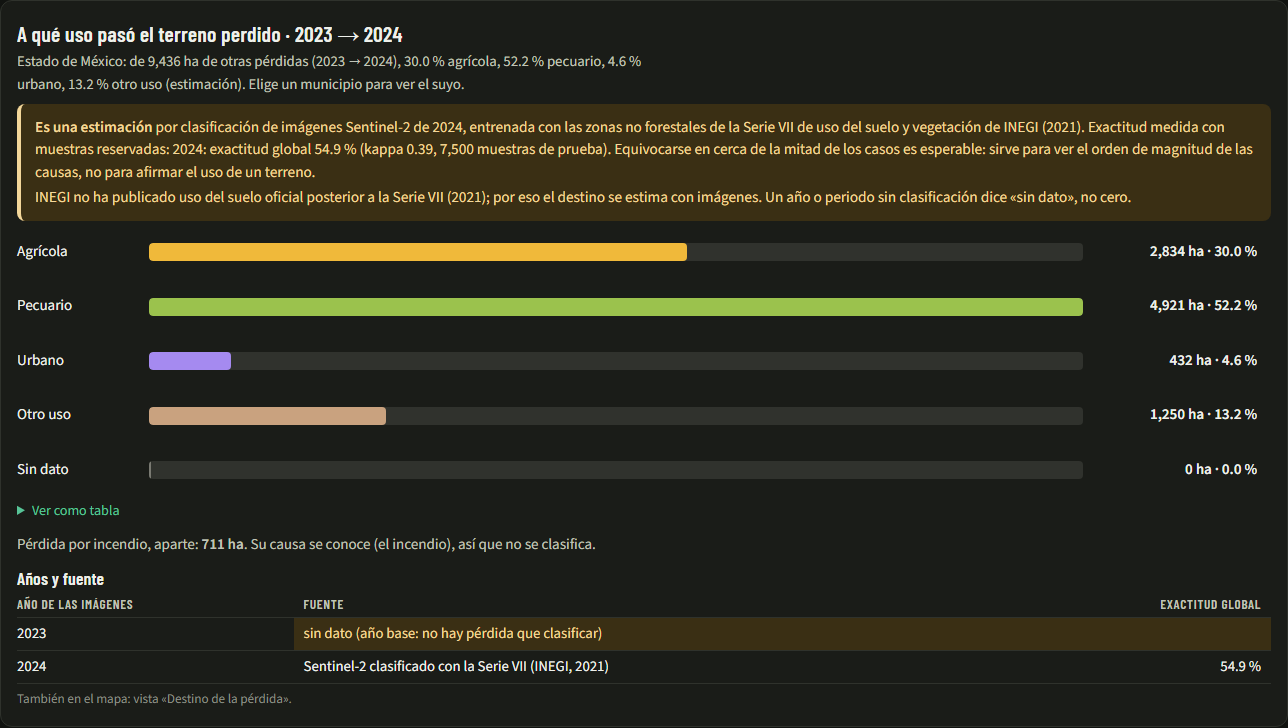 A qué uso pasó el terreno perdido · 2023 → 2024
Estado de México: de 9,436 ha de otras pérdidas (2023 → 2024), 30.0 % agrícola, 52.2 % pecuario, 4.6 %
urbano, 13.2 % otro uso (estimación). Elige un municipio para ver el suyo.
Es una estimación por clasificación de imágenes Sentinel-2 de 2024, entrenada con las zonas no forestales de la Serie VII de uso del suelo y vegetación de INEGI (2021). Exactitud medida con
muestras reservadas: 2024: exactitud global 54.9 % (kappa 0.39, 7,500 muestras de prueba). Equivocarse en cerca de la mitad de los casos es esperable: sirve para ver el orden de magnitud de las
causas, no para afirmar el uso de un terreno.
INEGI no ha publicado uso del suelo oficial posterior a la Serie VII (2021); por eso el destino se estima con imágenes. Un año o periodo sin clasificación dice «sin dato», no cero.
Agrícola 2,834 ha · 30.0 %
Pecuario 4,921 ha · 52.2 %
Urbano 432 ha · 4.6 %
Otro uso 1,250 ha · 13.2 %
Sin dato 0 ha · 0.0 %
▶ Ver como tabla
Pérdida por incendio, aparte: 711 ha. Su causa se conoce (el incendio), así que no se clasifica.
Años y fuente
AÑO DE LAS IMÁGENES FUENTE EXACTITUD GLOBAL
2023 sin dato (año base: no hay pérdida que clasificar)
2024 Sentinel-2 clasificado con la Serie VII (INEGI, 2021) 54.9 %
También en el mapa: vista «Destino de la pérdida».